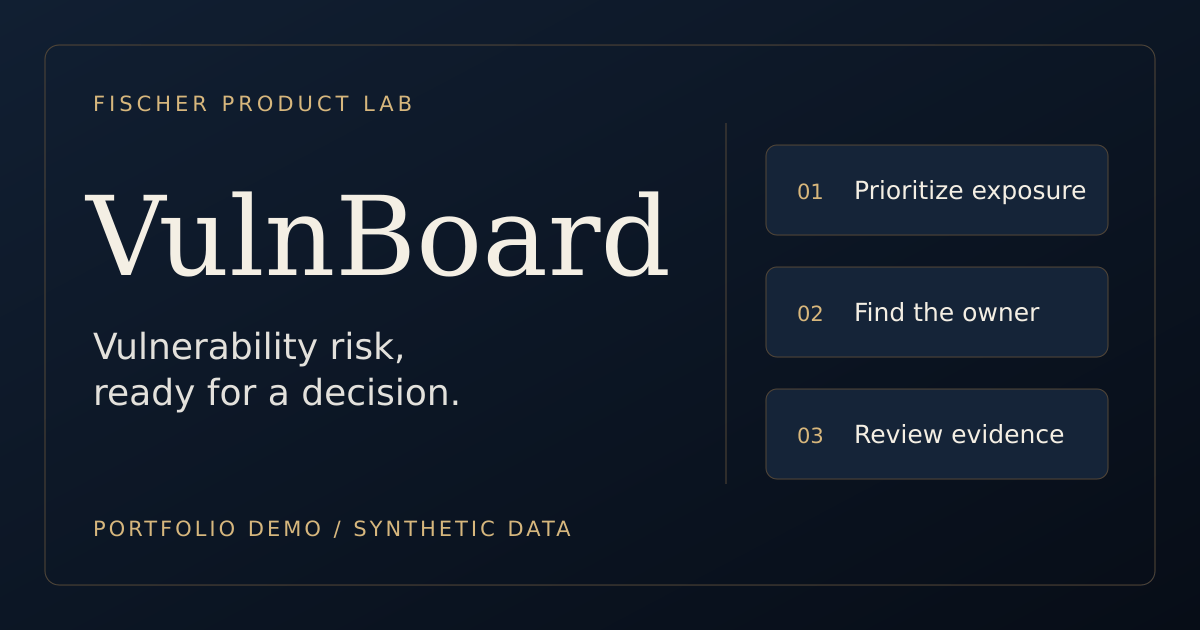 FISCHER PRODUCT LAB
VulnBoard
Vulnerability risk,
ready for a decision.
PORTFOLIO DEMO / SYNTHETIC DATA
01 Prioritize exposure
02 Find the owner
03 Review evidence